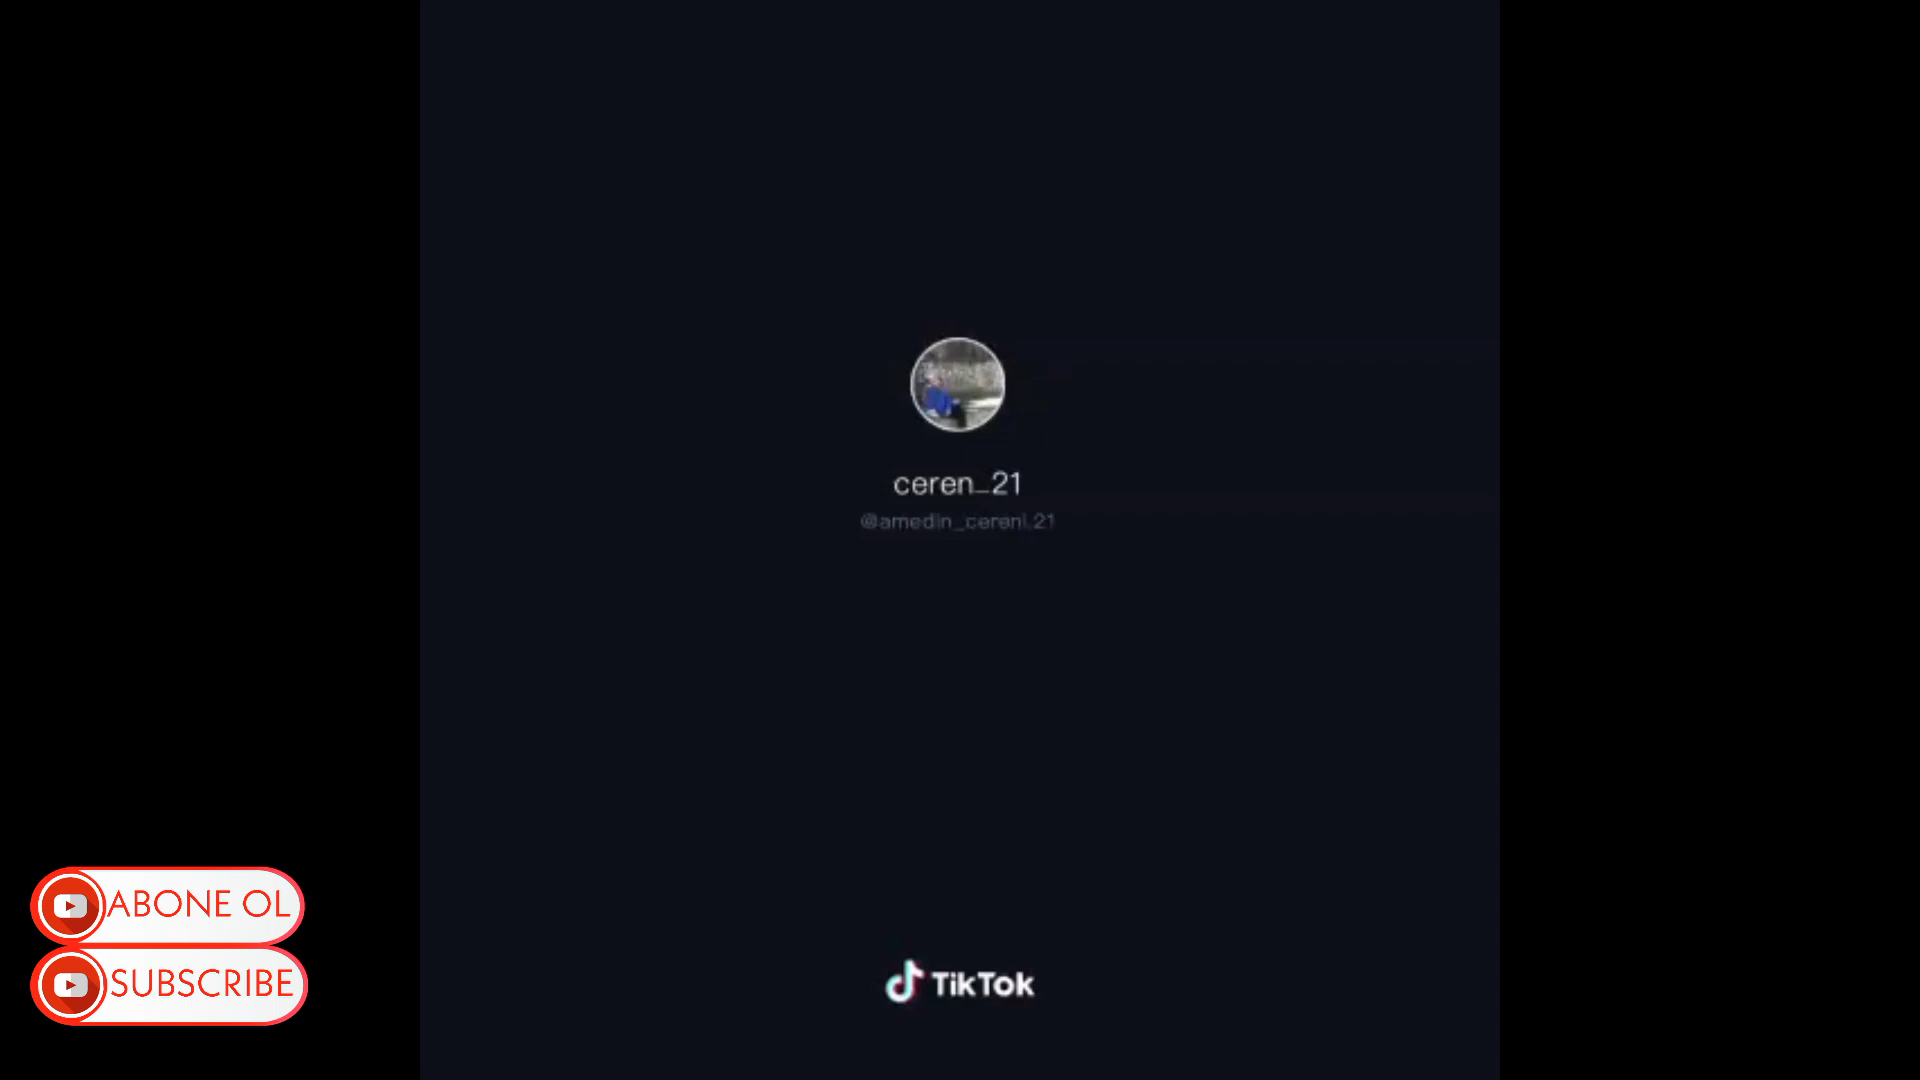 ceren_21
@amedin_cereni.21
ABONE OL
SUBSCRIBE
TikTok